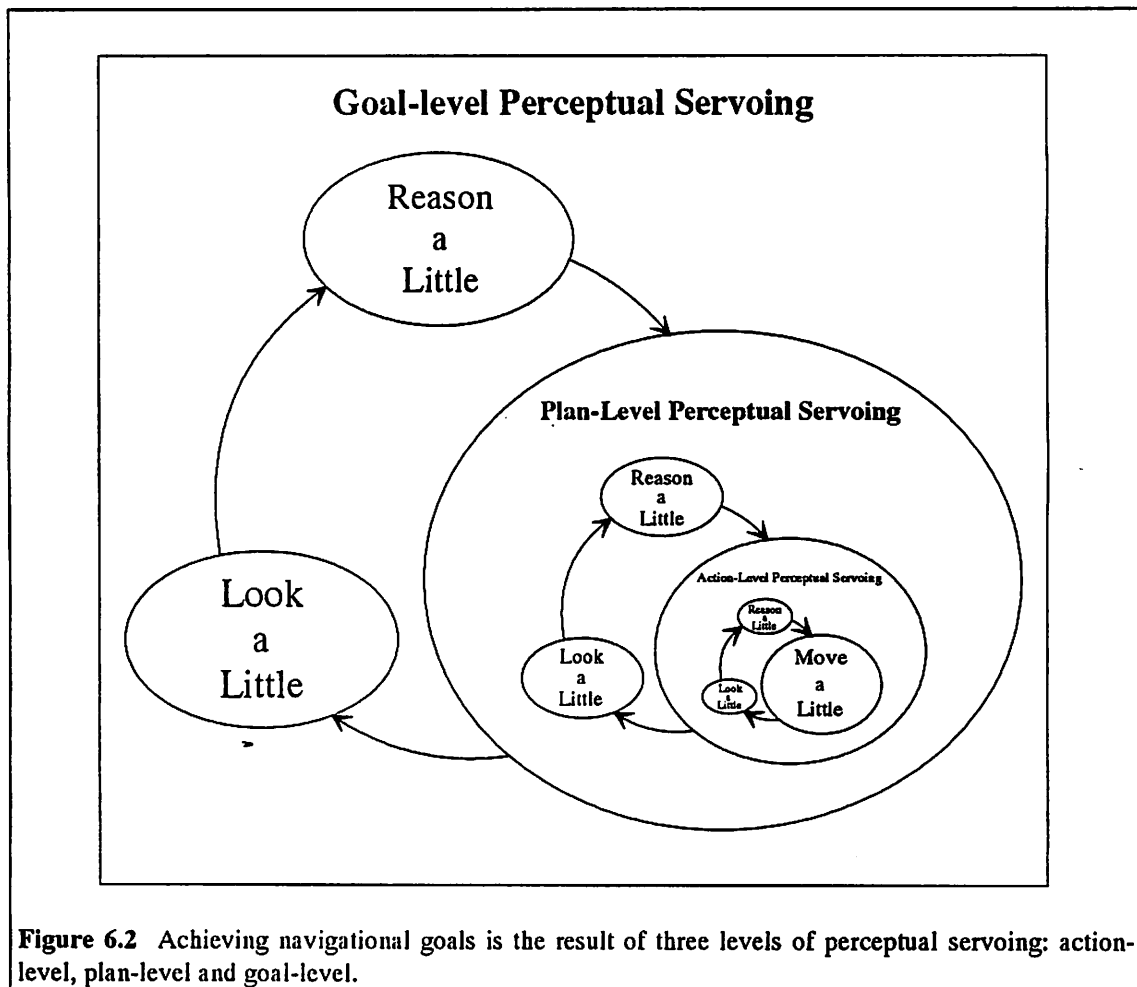 Goal-level Perceptual Servoing
Reason
a
Little
Plan-Level Perceptual Servoing
Reason
a
Little
Action-Level Perceptual Servoing
Reason
a
Little
Move
a
Little
Look
a
Little
Look
a
Little
Look
a
Little
Figure 6.2 Achieving navigational goals is the result of three levels of perceptual servoing: action-
level, plan-level and goal-level.